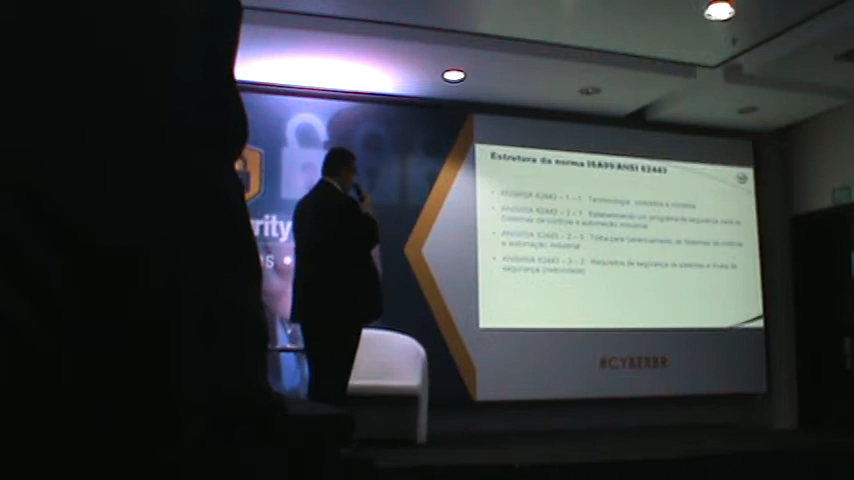 Estrutura da norma ISA99/ANSI 62443
ANSI/ISA 62443 – 1 – 1 Terminologia, conceitos e modelos
ANSI/ISA 62443 – 2 – 1 Estabelecendo um programa de segurança para os
Sistemas de controle e automação industrial
ANSI/ISA 62443 – 2 – 3 para Gerenciamento de Sistemas de controle
e automação industrial
ANSI/ISA 62443 – 3 – 3 Requisitos de segurança de sistemas e níveis de
segurança
rity
#CYXERBR